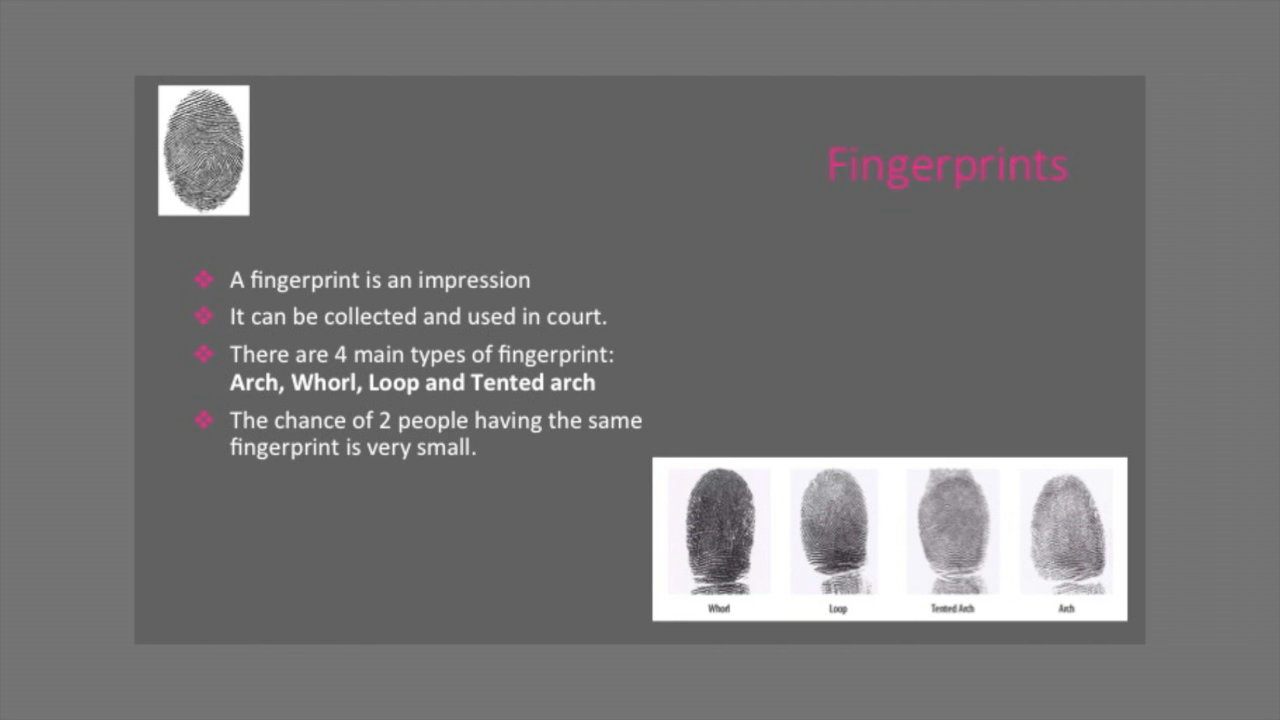 Fingerprints
A fingerprint is an impression
It can be collected and used in court.
There are 4 main types of fingerprint:
Arch, Whorl, Loop and Tented arch
The chance of 2 people having the same
fingerprint is very small.
Whorl
Loop
Tented Arch
Arch